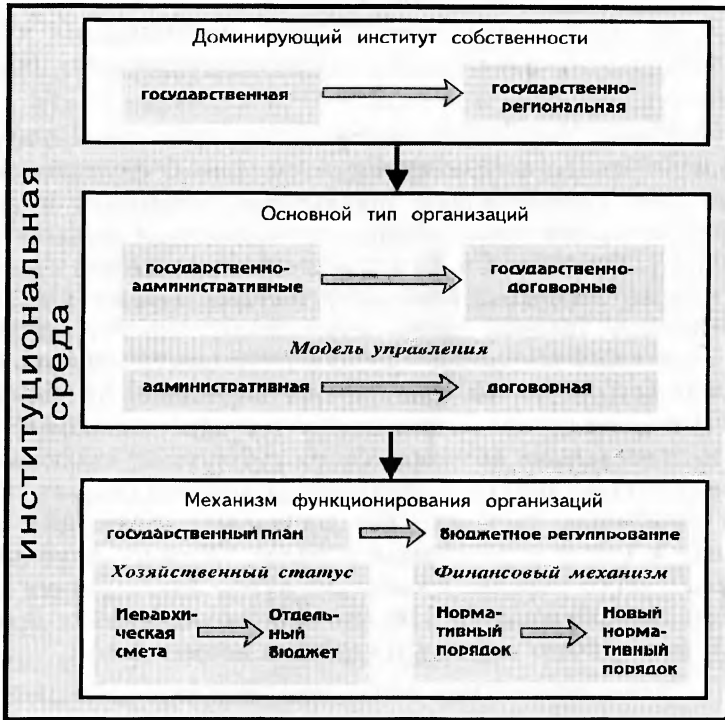 институциональная
среда
Доминирующий институт собственности
государственная
государственно-
региональная
Основной тип организаций
государственно-
административные
государственно-
договорные
Модель управления
административная
договорная
Механизм функционирования организаций
государственный план
бюджетное регулирование
Хозяйственный статус
Финансовый механизм
Иерархи-
ческая
смета
Отдель-
ный
бюджет
Норма-
тивный
порядок
Новый
норма-
тивный
порядок